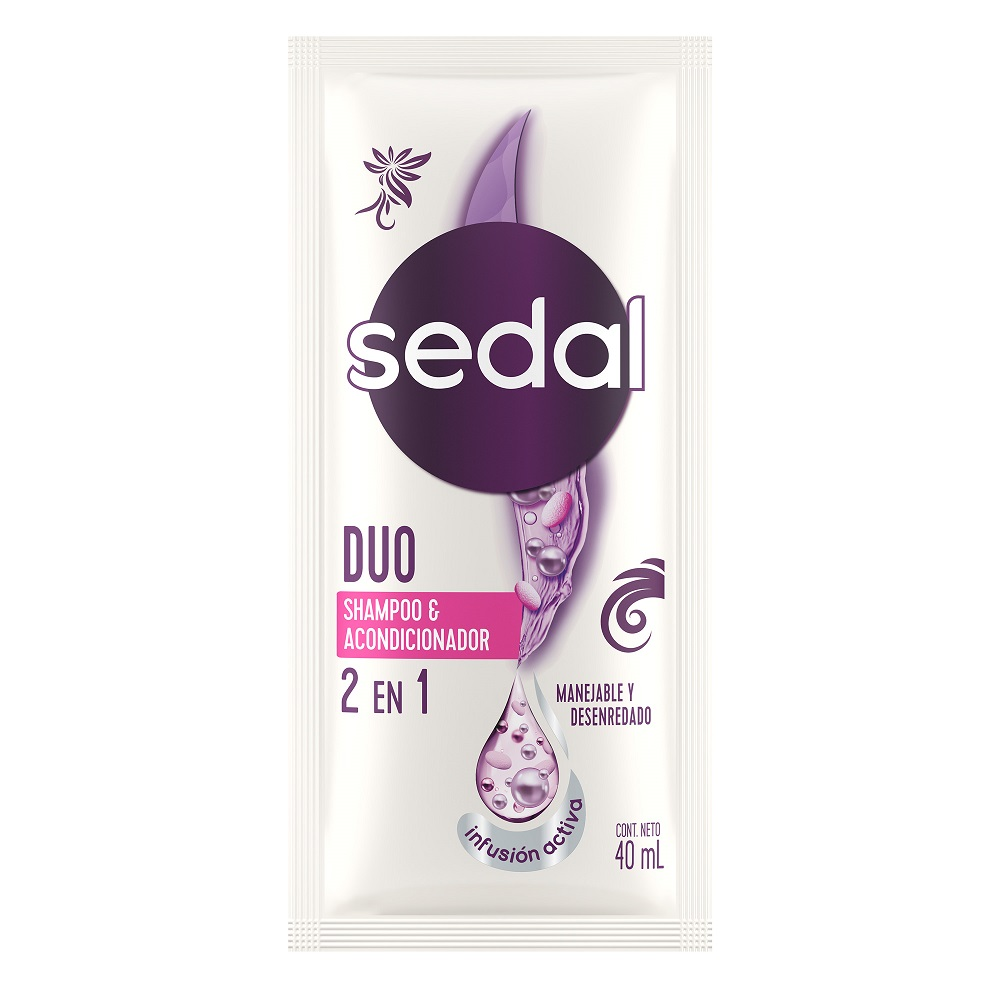 sedal
DUO
SHAMPOO &
ACONDICIONADOR
2 EN 1
MANEJABLE Y
DESENREDADO
infusión activa
CONT. NETO
40 mL